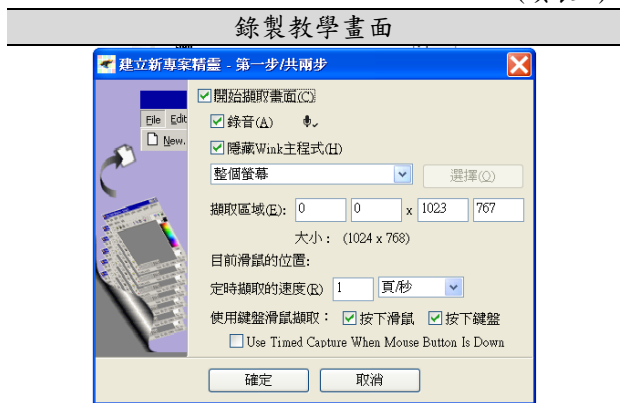 錄製教學畫面
建立新專案精靈 - 第一步/共兩步
File Edit
New.
開始擷取畫面(C)
錄音(A)
隱藏Wink主程式(H)
整個螢幕 選擇(O)
擷取區域(E): 0 0 x 1023 767
大小: (1024 x 768)
目前滑鼠的位置:
定時擷取的速度(R) 1 頁/秒
使用鍵盤滑鼠擷取: 按下滑鼠 按下鍵盤
Use Timed Capture When Mouse Button Is Down
確定 取消